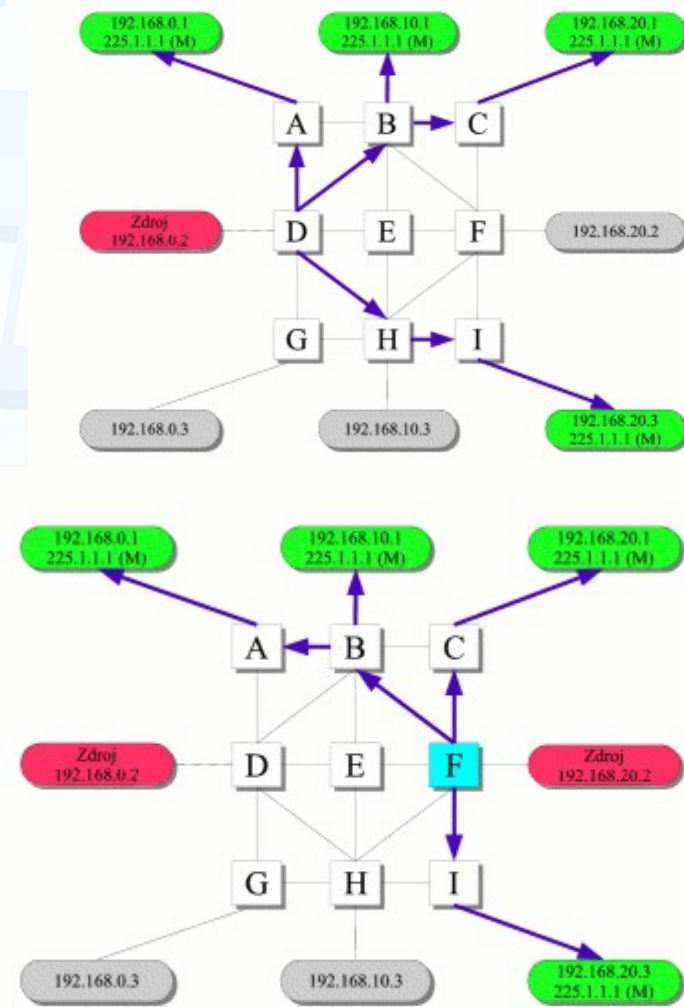 192.168.0.1
225.1.1.1 (M)
192.168.10.1
225.1.1.1 (M)
192.168.20.1
225.1.1.1 (M)
A
B
C
Zdroj
192.168.0.2
D
E
F
192.168.20.2
G
H
I
192.168.0.3
192.168.10.3
192.168.20.3
225.1.1.1 (M)
192.168.0.1
225.1.1.1 (M)
192.168.10.1
225.1.1.1 (M)
192.168.20.1
225.1.1.1 (M)
A
B
C
Zdroj
192.168.0.2
D
E
F
Zdroj
192.168.20.2
G
H
I
192.168.0.3
192.168.10.3
192.168.20.3
225.1.1.1 (M)